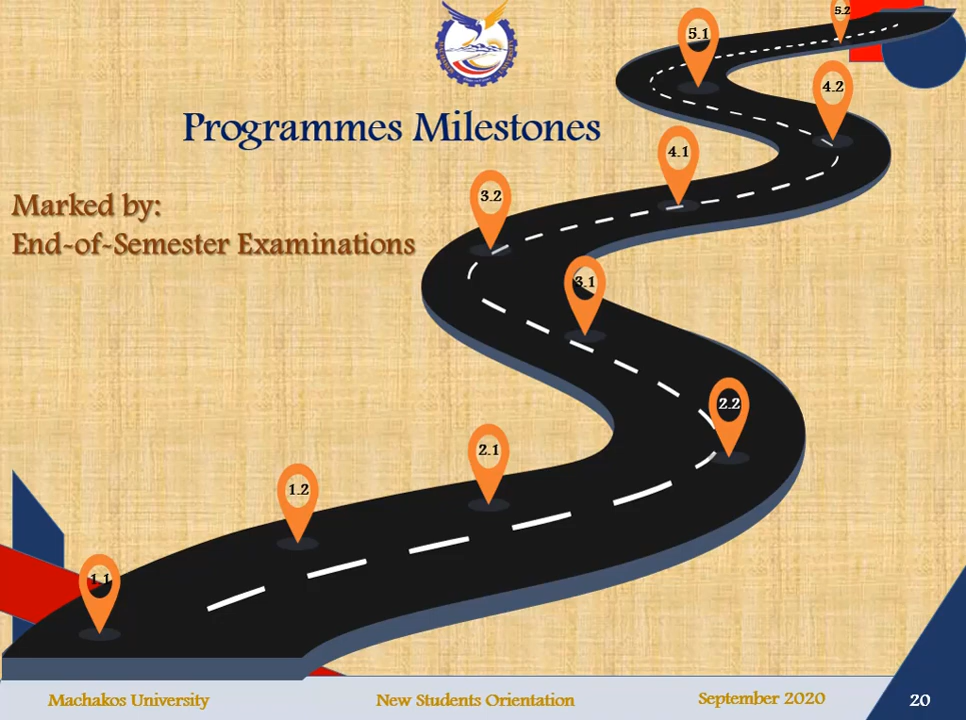 5.2
5.1
4.2
Programmes Milestones
4.1
3.2
Marked by:
End-of-Semester Examinations
3.1
2.2
2.1
1.2
1.1
Machakos University
New Students Orientation
September 2020
20